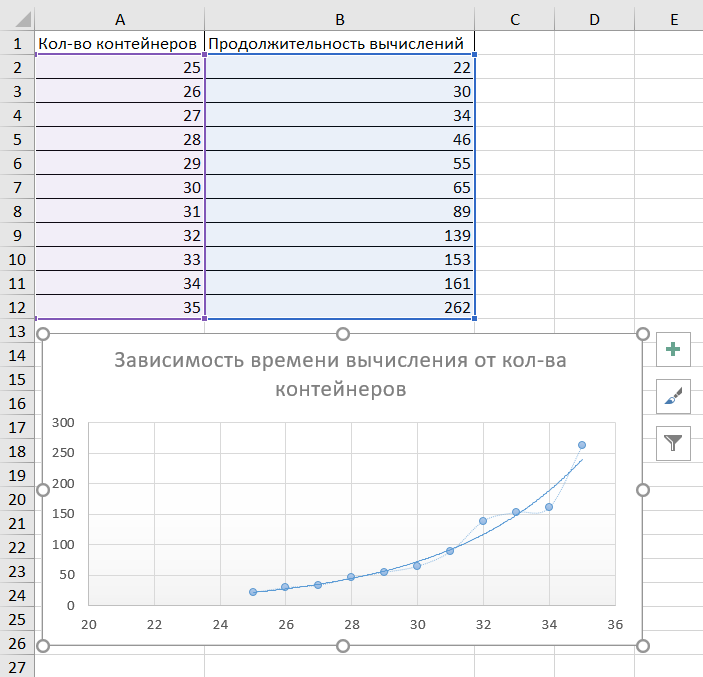 A B C D E
1 Кол-во контейнеров Продолжительность вычислений
2 25 22
3 26 30
4 27 34
5 28 46
6 29 55
7 30 65
8 31 89
9 32 139
10 33 153
11 34 161
12 35 262
13
14
15
16
17
18
19
20
21
22
23
24
25
26
27
Зависимость времени вычисления от кол-ва
контейнеров
300
250
200
150
100
50
0
20 22 24 26 28 30 32 34 36